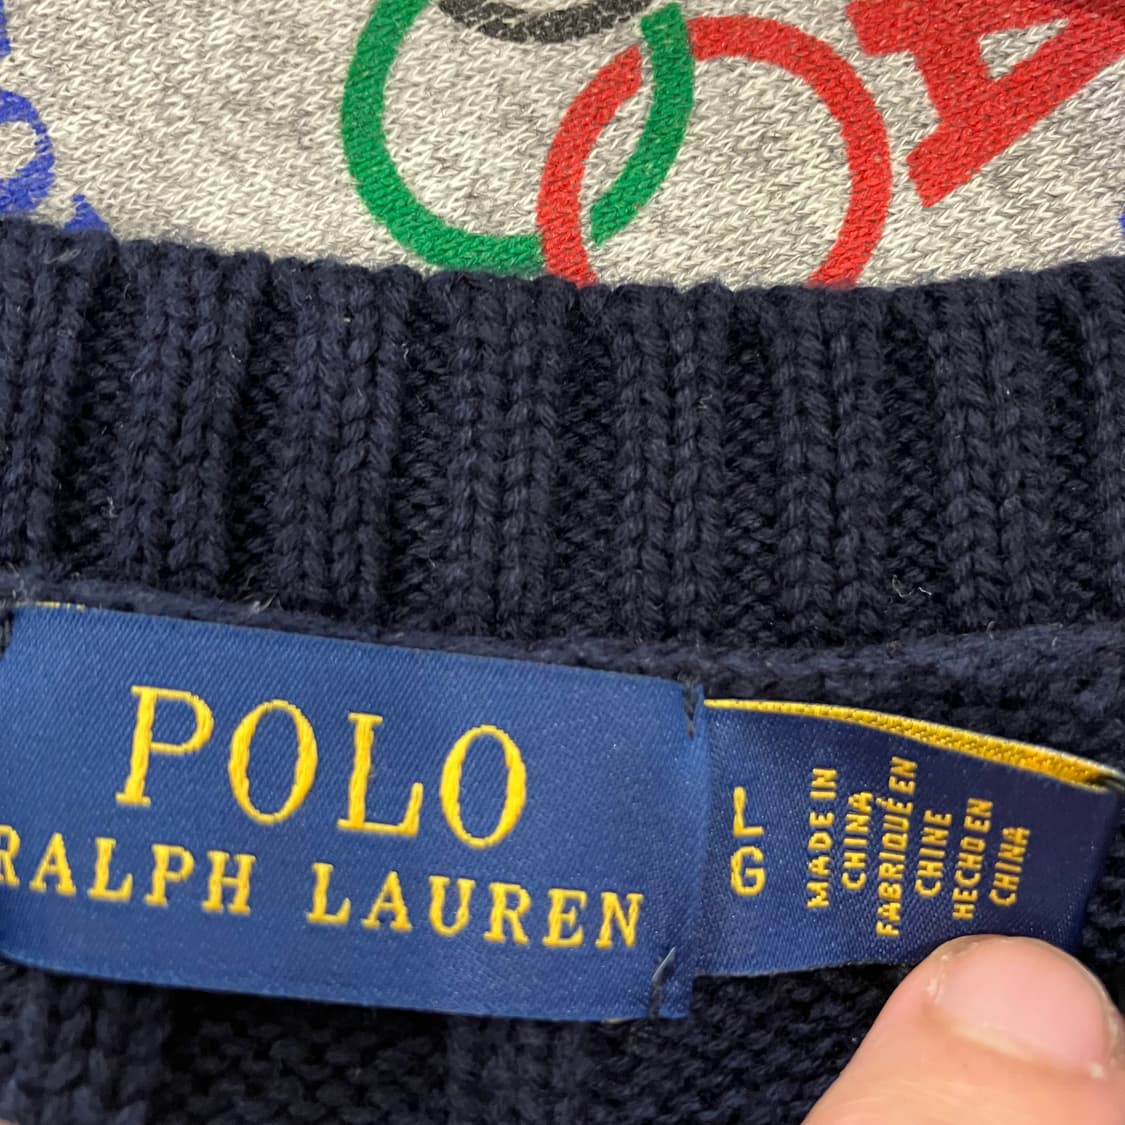 A
POLO
RALPH LAUREN
L
G
MADE IN
CHINA
FABRIQUÉ EN
CHINE
HECHO EN
CHINA